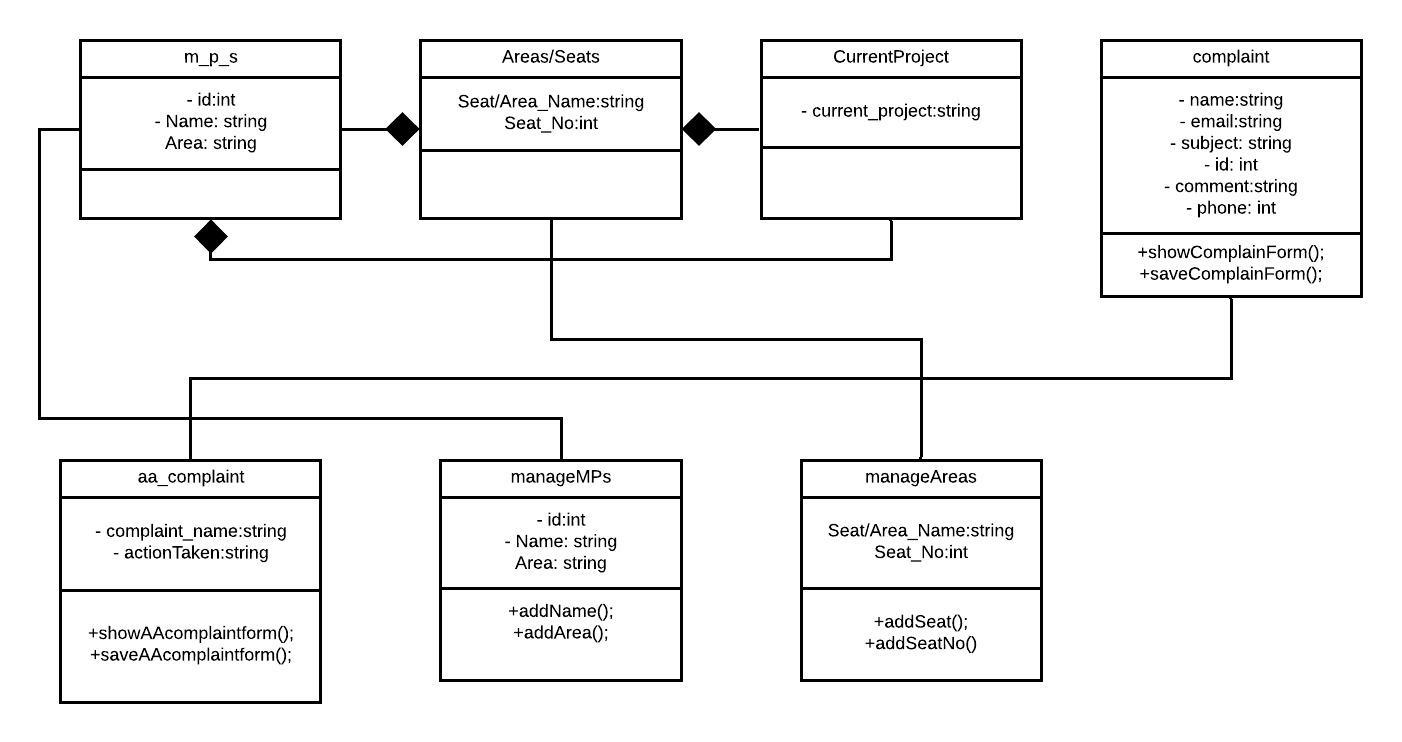 m_p_s
- id:int
- Name: string
Area: string
Areas/Seats
Seat/Area_Name:string
Seat_No:int
CurrentProject
- current_project:string
complaint
- name:string
- email:string
- subject: string
- id: int
- comment:string
- phone: int
+showComplainForm();
+saveComplainForm();
aa_complaint
- complaint_name:string
- actionTaken:string
+showAAcomplaintform();
+saveAAcomplaintform();
manageMPs
- id:int
- Name: string
Area: string
+addName();
+addArea();
manageAreas
Seat/Area_Name:string
Seat_No:int
+addSeat();
+addSeatNo()